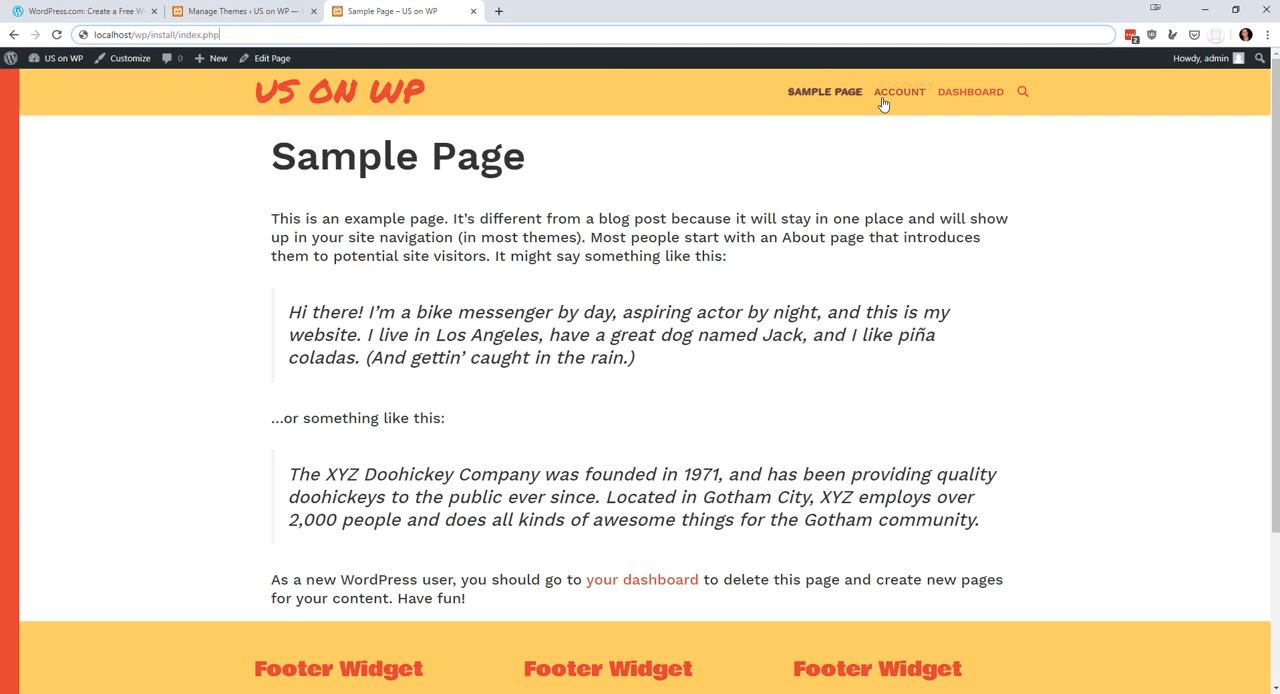 WordPress.com: Create a Free W
Manage Themes ‹ US on WP —
Sample Page – US on WP
localhost/wp/install/index.php
2
US on WP
Customize
0
New
Edit Page
Howdy, admin
US ON WP
SAMPLE PAGE
ACCOUNT
DASHBOARD
Sample Page
This is an example page. It’s different from a blog post because it will stay in one place and will show
up in your site navigation (in most themes). Most people start with an About page that introduces
them to potential site visitors. It might say something like this:
Hi there! I’m a bike messenger by day, aspiring actor by night, and this is my
website. I live in Los Angeles, have a great dog named Jack, and I like piña
coladas. (And gettin’ caught in the rain.)
…or something like this:
The XYZ Doohickey Company was founded in 1971, and has been providing quality
doohickeys to the public ever since. Located in Gotham City, XYZ employs over
2,000 people and does all kinds of awesome things for the Gotham community.
As a new WordPress user, you should go to your dashboard to delete this page and create new pages
for your content. Have fun!
Footer Widget
Footer Widget
Footer Widget